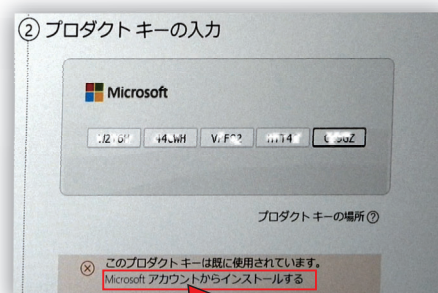 ② プロダクト キーの入力
Microsoft
プロダクト キーの場所 ?
このプロダクト キーは既に使用されています。
Microsoft アカウントからインストールする